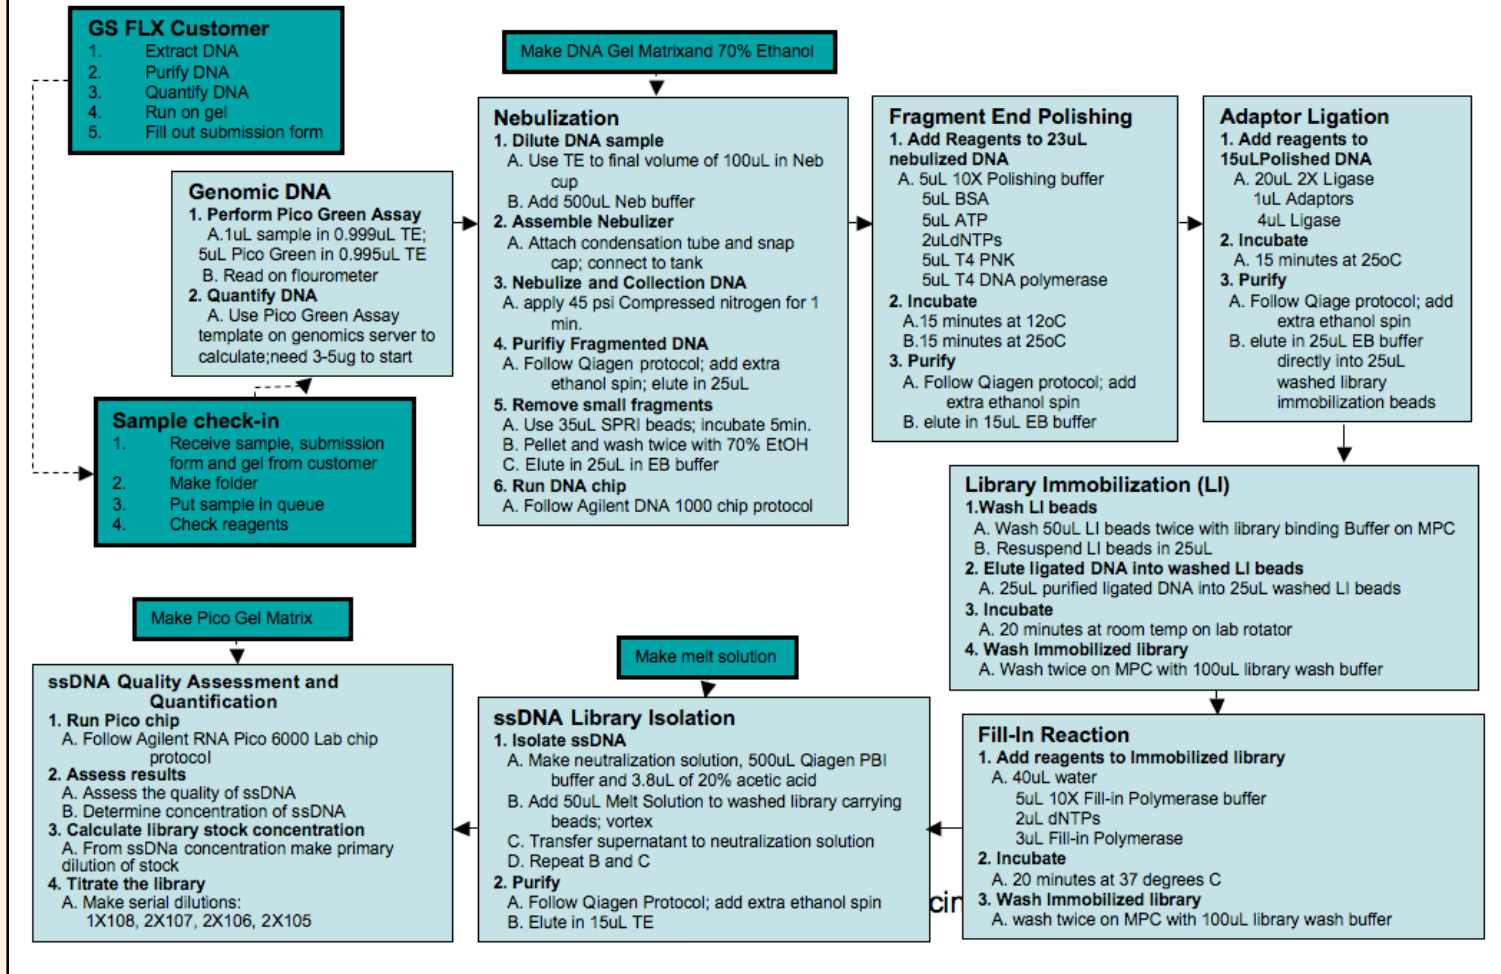 GS FLX Customer
1. Extract DNA
2. Purify DNA
3. Quantify DNA
4. Run on gel
5. Fill out submission form
Genomic DNA
1. Perform Pico Green Assay
A.1uL sample in 0.999uL TE;
5uL Pico Green in 0.995uL TE
B. Read on flourometer
2. Quantify DNA
A. Use Pico Green Assay
template on genomics server to
calculate;need 3-5ug to start
Sample check-in
1. Receive sample, submission
form and gel from customer
2. Make folder
3. Put sample in queue
4. Check reagents
Make DNA Gel Matrixand 70% Ethanol
Nebulization
1. Dilute DNA sample
A. Use TE to final volume of 100uL in Neb
cup
B. Add 500uL Neb buffer
2. Assemble Nebulizer
A. Attach condensation tube and snap
cap; connect to tank
3. Nebulize and Collection DNA
A. apply 45 psi Compressed nitrogen for 1
min.
4. Purifiy Fragmented DNA
A. Follow Qiagen protocol; add extra
ethanol spin; elute in 25uL
5. Remove small fragments
A. Use 35uL SPRI beads; incubate 5min.
B. Pellet and wash twice with 70% EtOH
C. Elute in 25uL in EB buffer
6. Run DNA chip
A. Follow Agilent DNA 1000 chip protocol
Fragment End Polishing
1. Add Reagents to 23uL
nebulized DNA
A. 5uL 10X Polishing buffer
5uL BSA
5uL ATP
2uLdNTPs
5uL T4 PNK
5uL T4 DNA polymerase
2. Incubate
A.15 minutes at 12oC
B.15 minutes at 25oC
3. Purify
A. Follow Qiagen protocol; add
extra ethanol spin
B. elute in 15uL EB buffer
Adaptor Ligation
1. Add reagents to
15uLPolished DNA
A. 20uL 2X Ligase
1uL Adaptors
4uL Ligase
2. Incubate
A. 15 minutes at 25oC
3. Purify
A. Follow Qiage protocol; add
extra ethanol spin
B. elute in 25uL EB buffer
directly into 25uL
washed library
immobilization beads
Library Immobilization (LI)
1.Wash LI beads
A. Wash 50uL LI beads twice with library binding Buffer on MPC
B. Resuspend LI beads in 25uL
2. Elute ligated DNA into washed LI beads
A. 25uL purified ligated DNA into 25uL washed LI beads
3. Incubate
A. 20 minutes at room temp on lab rotator
4. Wash Immobilized library
A. Wash twice on MPC with 100uL library wash buffer
Fill-In Reaction
1. Add reagents to Immobilized library
A. 40uL water
5uL 10X Fill-in Polymerase buffer
2uL dNTPs
3uL Fill-in Polymerase
2. Incubate
A. 20 minutes at 37 degrees C
3. Wash Immobilized library
A. wash twice on MPC with 100uL library wash buffer
cin
Make melt solution
ssDNA Library Isolation
1. Isolate ssDNA
A. Make neutralization solution, 500uL Qiagen PBI
buffer and 3.8uL of 20% acetic acid
B. Add 50uL Melt Solution to washed library carrying
beads; vortex
C. Transfer supernatant to neutralization solution
D. Repeat B and C
2. Purify
A. Follow Qiagen Protocol; add extra ethanol spin
B. Elute in 15uL TE
Make Pico Gel Matrix
ssDNA Quality Assessment and
Quantification
1. Run Pico chip
A. Follow Agilent RNA Pico 6000 Lab chip
protocol
2. Assess results
A. Assess the quality of ssDNA
B. Determine concentration of ssDNA
3. Calculate library stock concentration
A. From ssDNa concentration make primary
dilution of stock
4. Titrate the library
A. Make serial dilutions:
1X108, 2X107, 2X106, 2X105